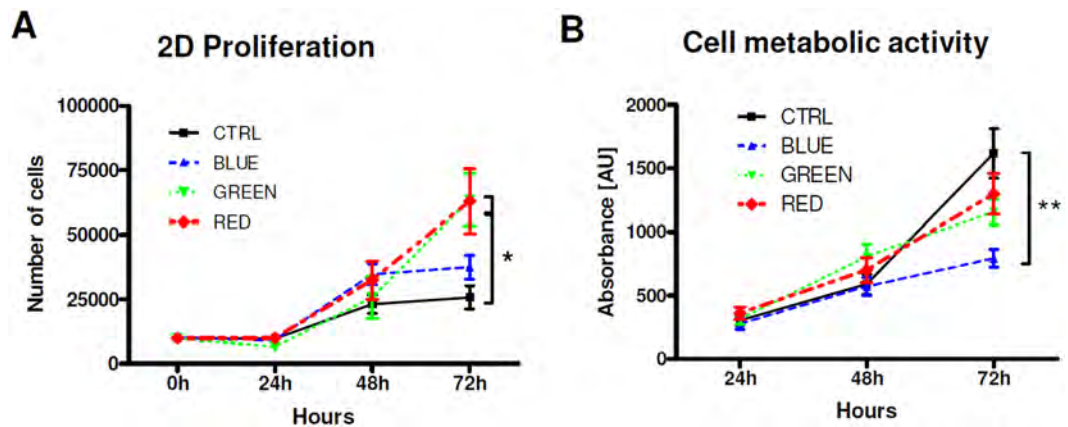 A
2D Proliferation
Number of cells
100000
75000
50000
25000
0
CTRL
BLUE
GREEN
RED
*
0h 24h 48h 72h
Hours
B
Cell metabolic activity
Absorbance [AU]
2000
1500
1000
500
0
CTRL
BLUE
GREEN
RED
**
24h 48h 72h
Hours